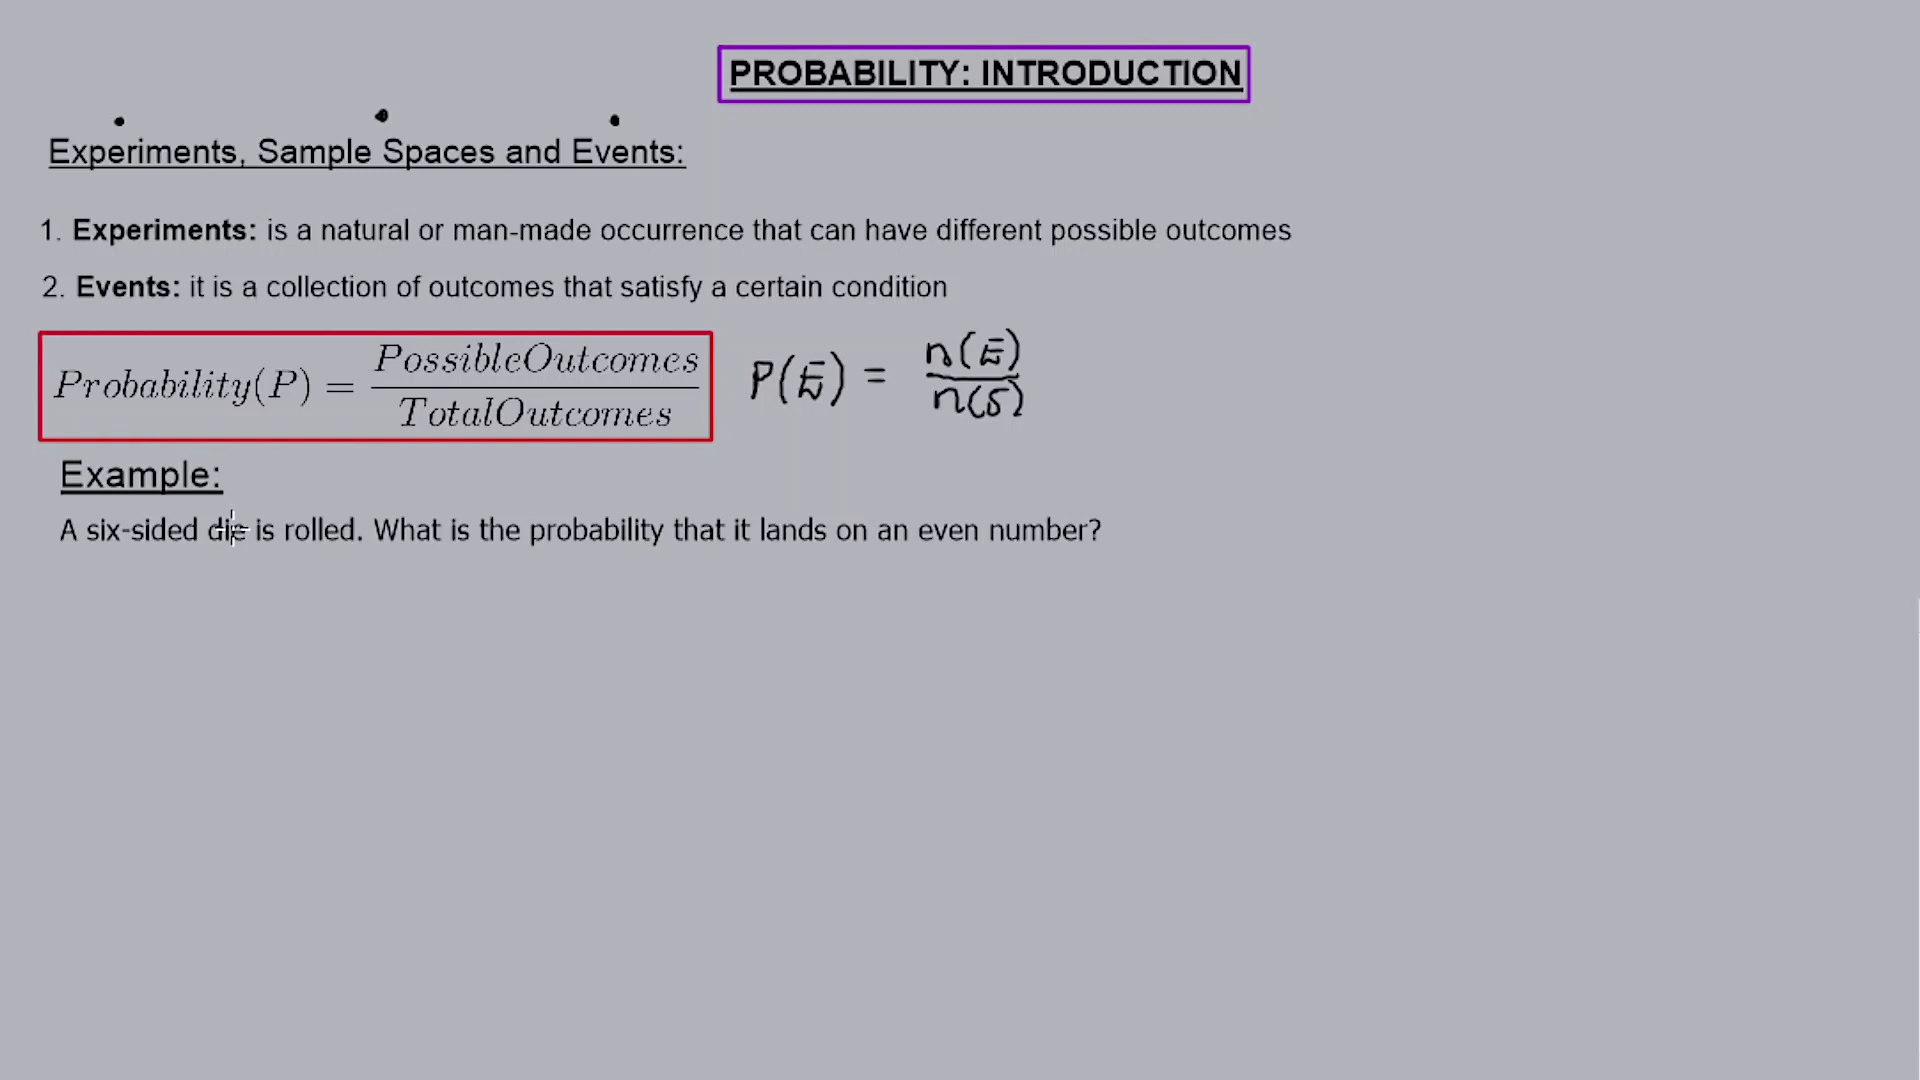 PROBABILITY: INTRODUCTION
Experiments, Sample Spaces and Events:
1. Experiments: is a natural or man-made occurrence that can have different possible outcomes
2. Events: it is a collection of outcomes that satisfy a certain condition
Probability(P) = PossibleOutcomes / TotalOutcomes
P(E) = n(E) / n(S)
Example:
A six-sided die is rolled. What is the probability that it lands on an even number?